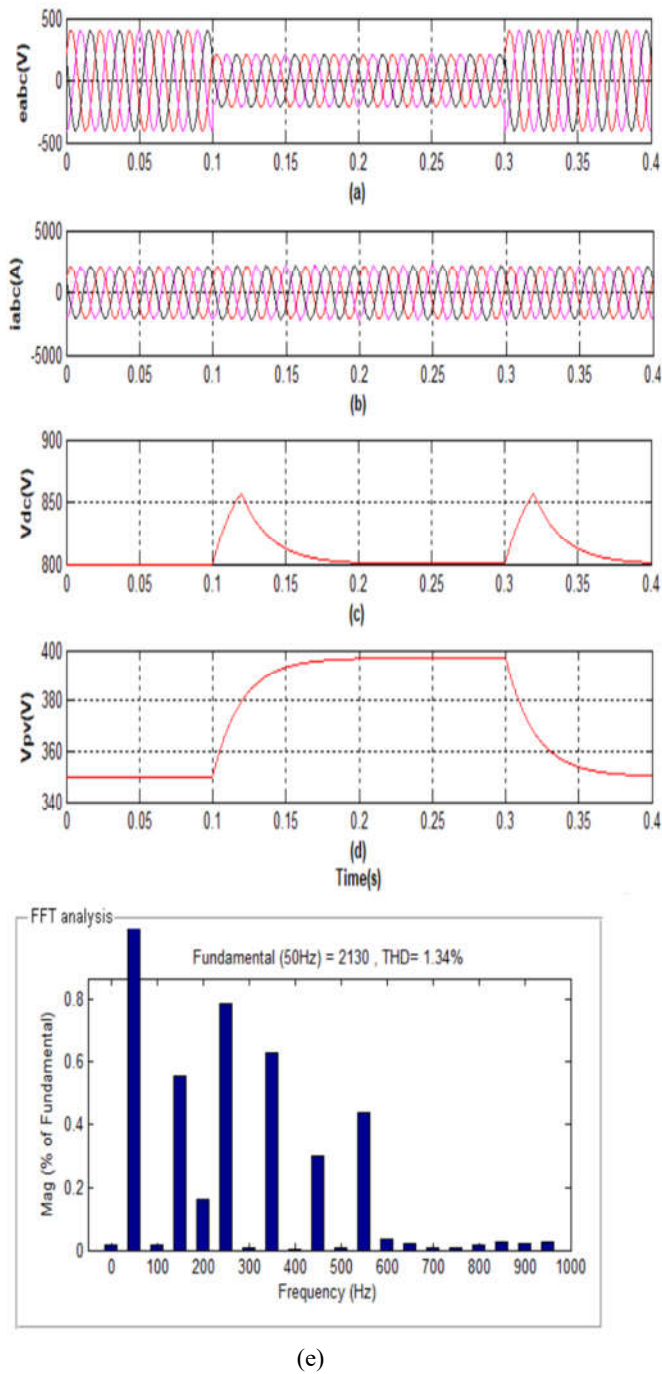 500
0
-500
eabc(V)
0 0.05 0.1 0.15 0.2 0.25 0.3 0.35 0.4
(a)
5000
0
-5000
iabc(A)
0 0.05 0.1 0.15 0.2 0.25 0.3 0.35 0.4
(b)
900
850
800
Vdc(V)
0 0.05 0.1 0.15 0.2 0.25 0.3 0.35 0.4
(c)
400
380
360
340
Vpv(V)
0 0.05 0.1 0.15 0.2 0.25 0.3 0.35 0.4
(d)
Time(s)
FFT analysis
Fundamental (50Hz) = 2130 , THD= 1.34%
0.8
0.6
0.4
0.2
0
Mag (% of Fundamental)
0 100 200 300 400 500 600 700 800 900 1000
Frequency (Hz)
(e)